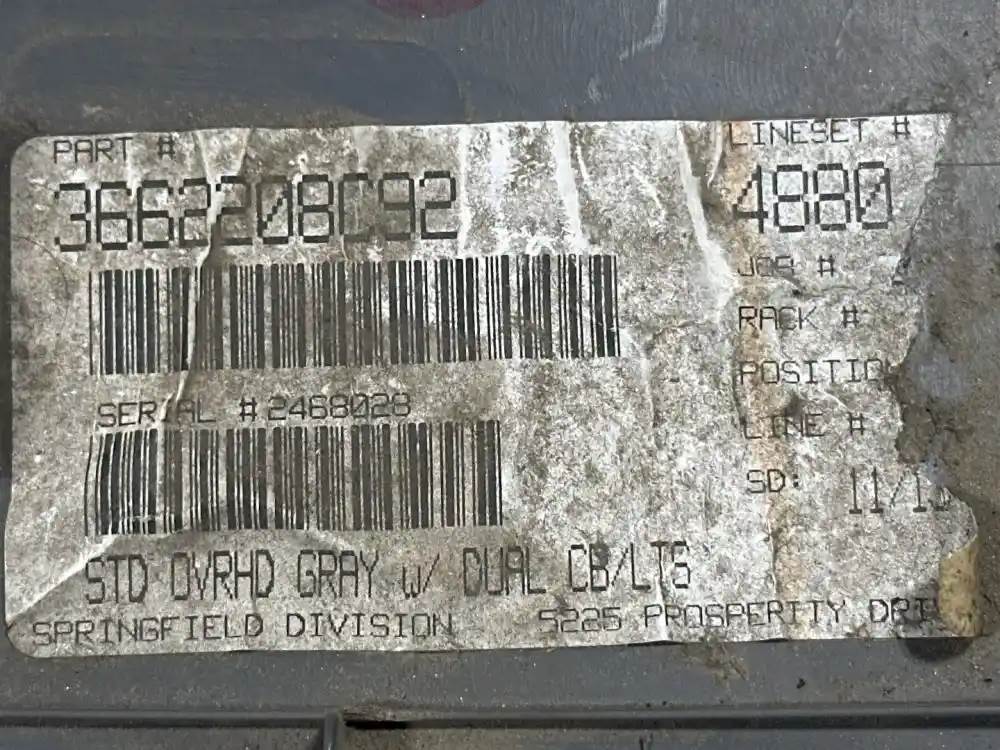 PART #
3662208C92
LINESET #
4880
JOB #
RACK #
POSITIO
LINE #
SERIAL #2468028
SD: 11/1
STD OVRHD GRAY w/ DUAL CB/LTS
SPRINGFIELD DIVISION 5225 PROSPERITY DRI